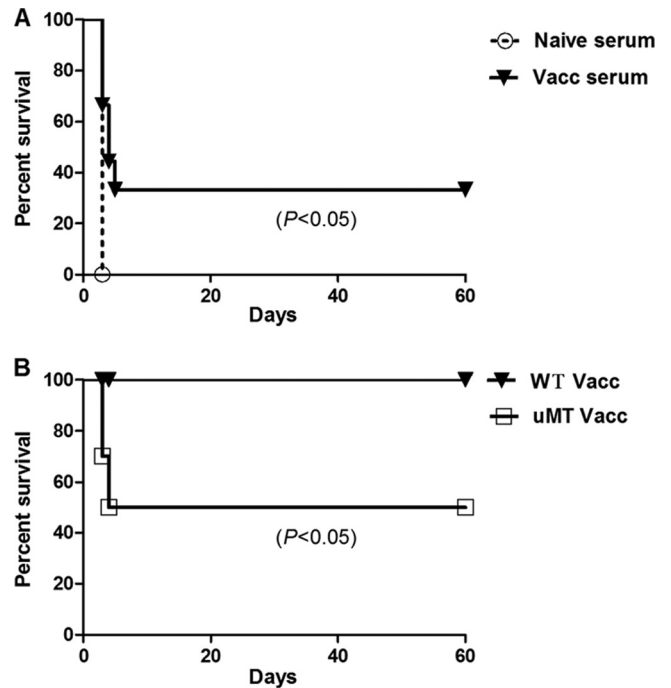 A
100
80
60
40
20
0
Percent survival
(P<0.05)
0
20
40
60
Days
Naive serum
Vacc serum
B
100
80
60
40
20
0
Percent survival
(P<0.05)
0
20
40
60
Days
WT Vacc
uMT Vacc